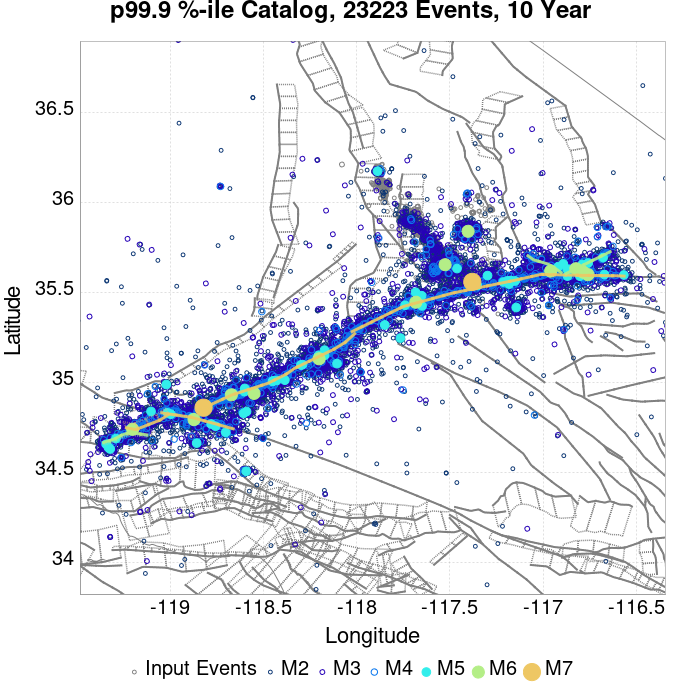 p99.9 %-ile Catalog, 23223 Events, 10 Year
36.5
36
35.5
35
34.5
34
Latitude
-119 -118.5 -118 -117.5 -117 -116.5
Longitude
Input Events M2 M3 M4 M5 M6 M7